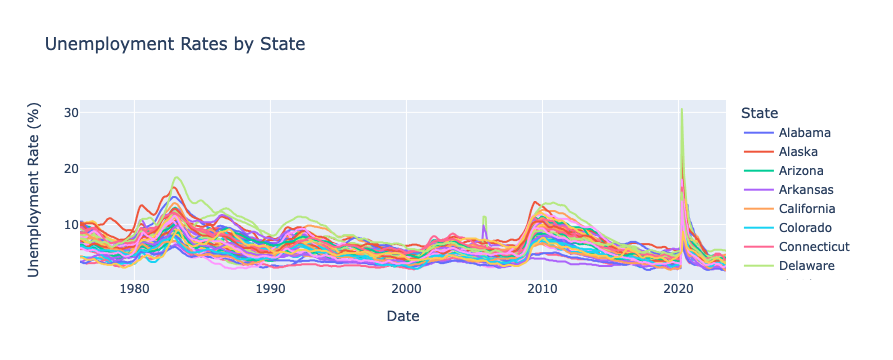 Unemployment Rates by State
Unemployment Rate (%)
30
20
10
1980
1990
2000
2010
2020
Date
State
Alabama
Alaska
Arizona
Arkansas
California
Colorado
Connecticut
Delaware